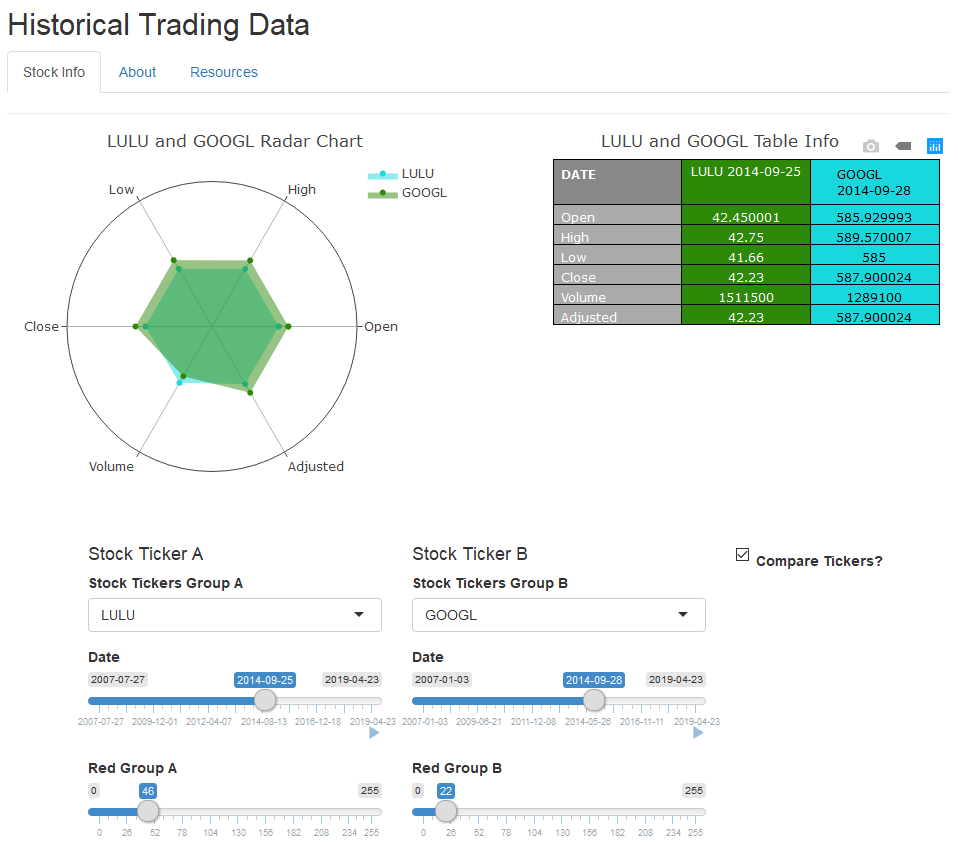 Historical Trading Data
Stock Info About Resources
LULU and GOOGL Radar Chart
LULU
GOOGL
Low
High
Close
Open
Volume
Adjusted
LULU and GOOGL Table Info
DATE LULU 2014-09-25 GOOGL
2014-09-28
Open 42.450001 585.929993
High 42.75 589.570007
Low 41.66 585
Close 42.23 587.900024
Volume 1511500 1289100
Adjusted 42.23 587.900024
Stock Ticker A
Stock Tickers Group A
LULU
Date
2007-07-27 2014-09-25 2019-04-23
2007-07-27 2009-12-01 2012-04-07 2014-08-13 2016-12-18 2019-04-23
Red Group A
0 46 255
0 26 52 78 104 130 156 182 208 234 255
Stock Ticker B
Stock Tickers Group B
GOOGL
Date
2007-01-03 2014-09-28 2019-04-23
2007-01-03 2009-06-21 2011-12-08 2014-05-26 2016-11-11 2019-04-23
Red Group B
0 22 255
0 26 52 78 104 130 156 182 208 234 255
Compare Tickers?